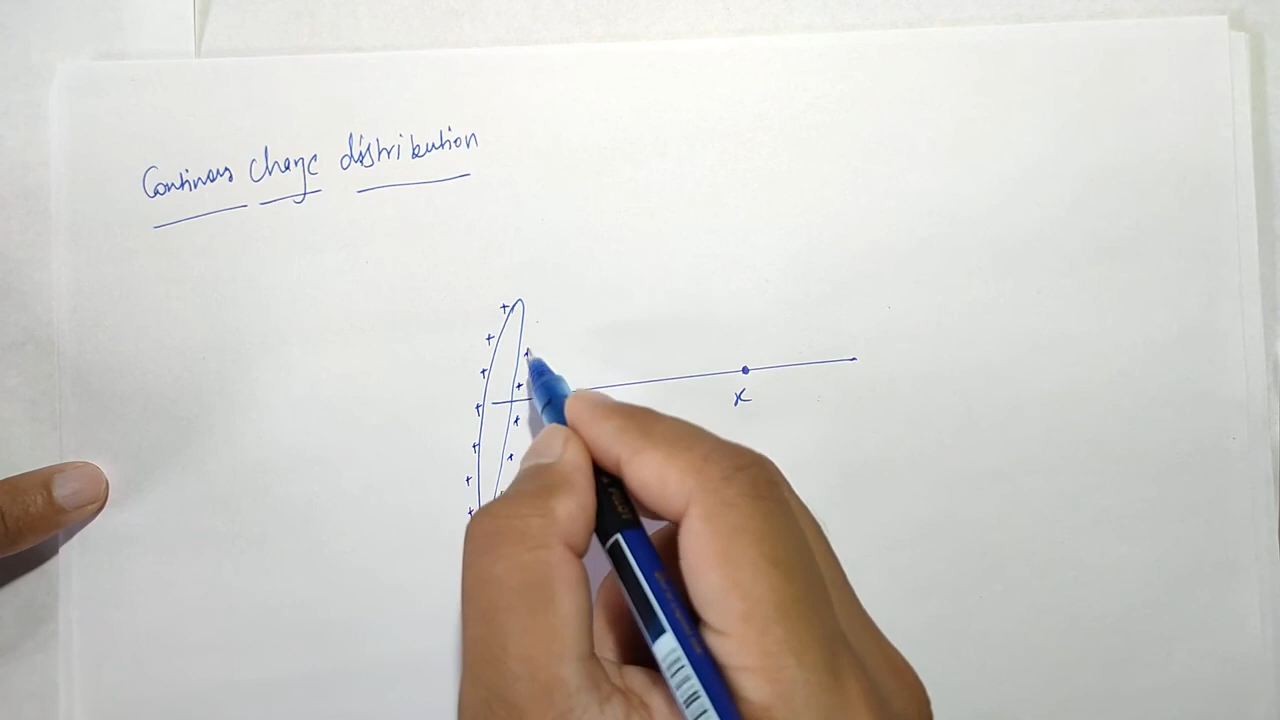 Continous charge distribution
+ + + + + + + + + + + +
x